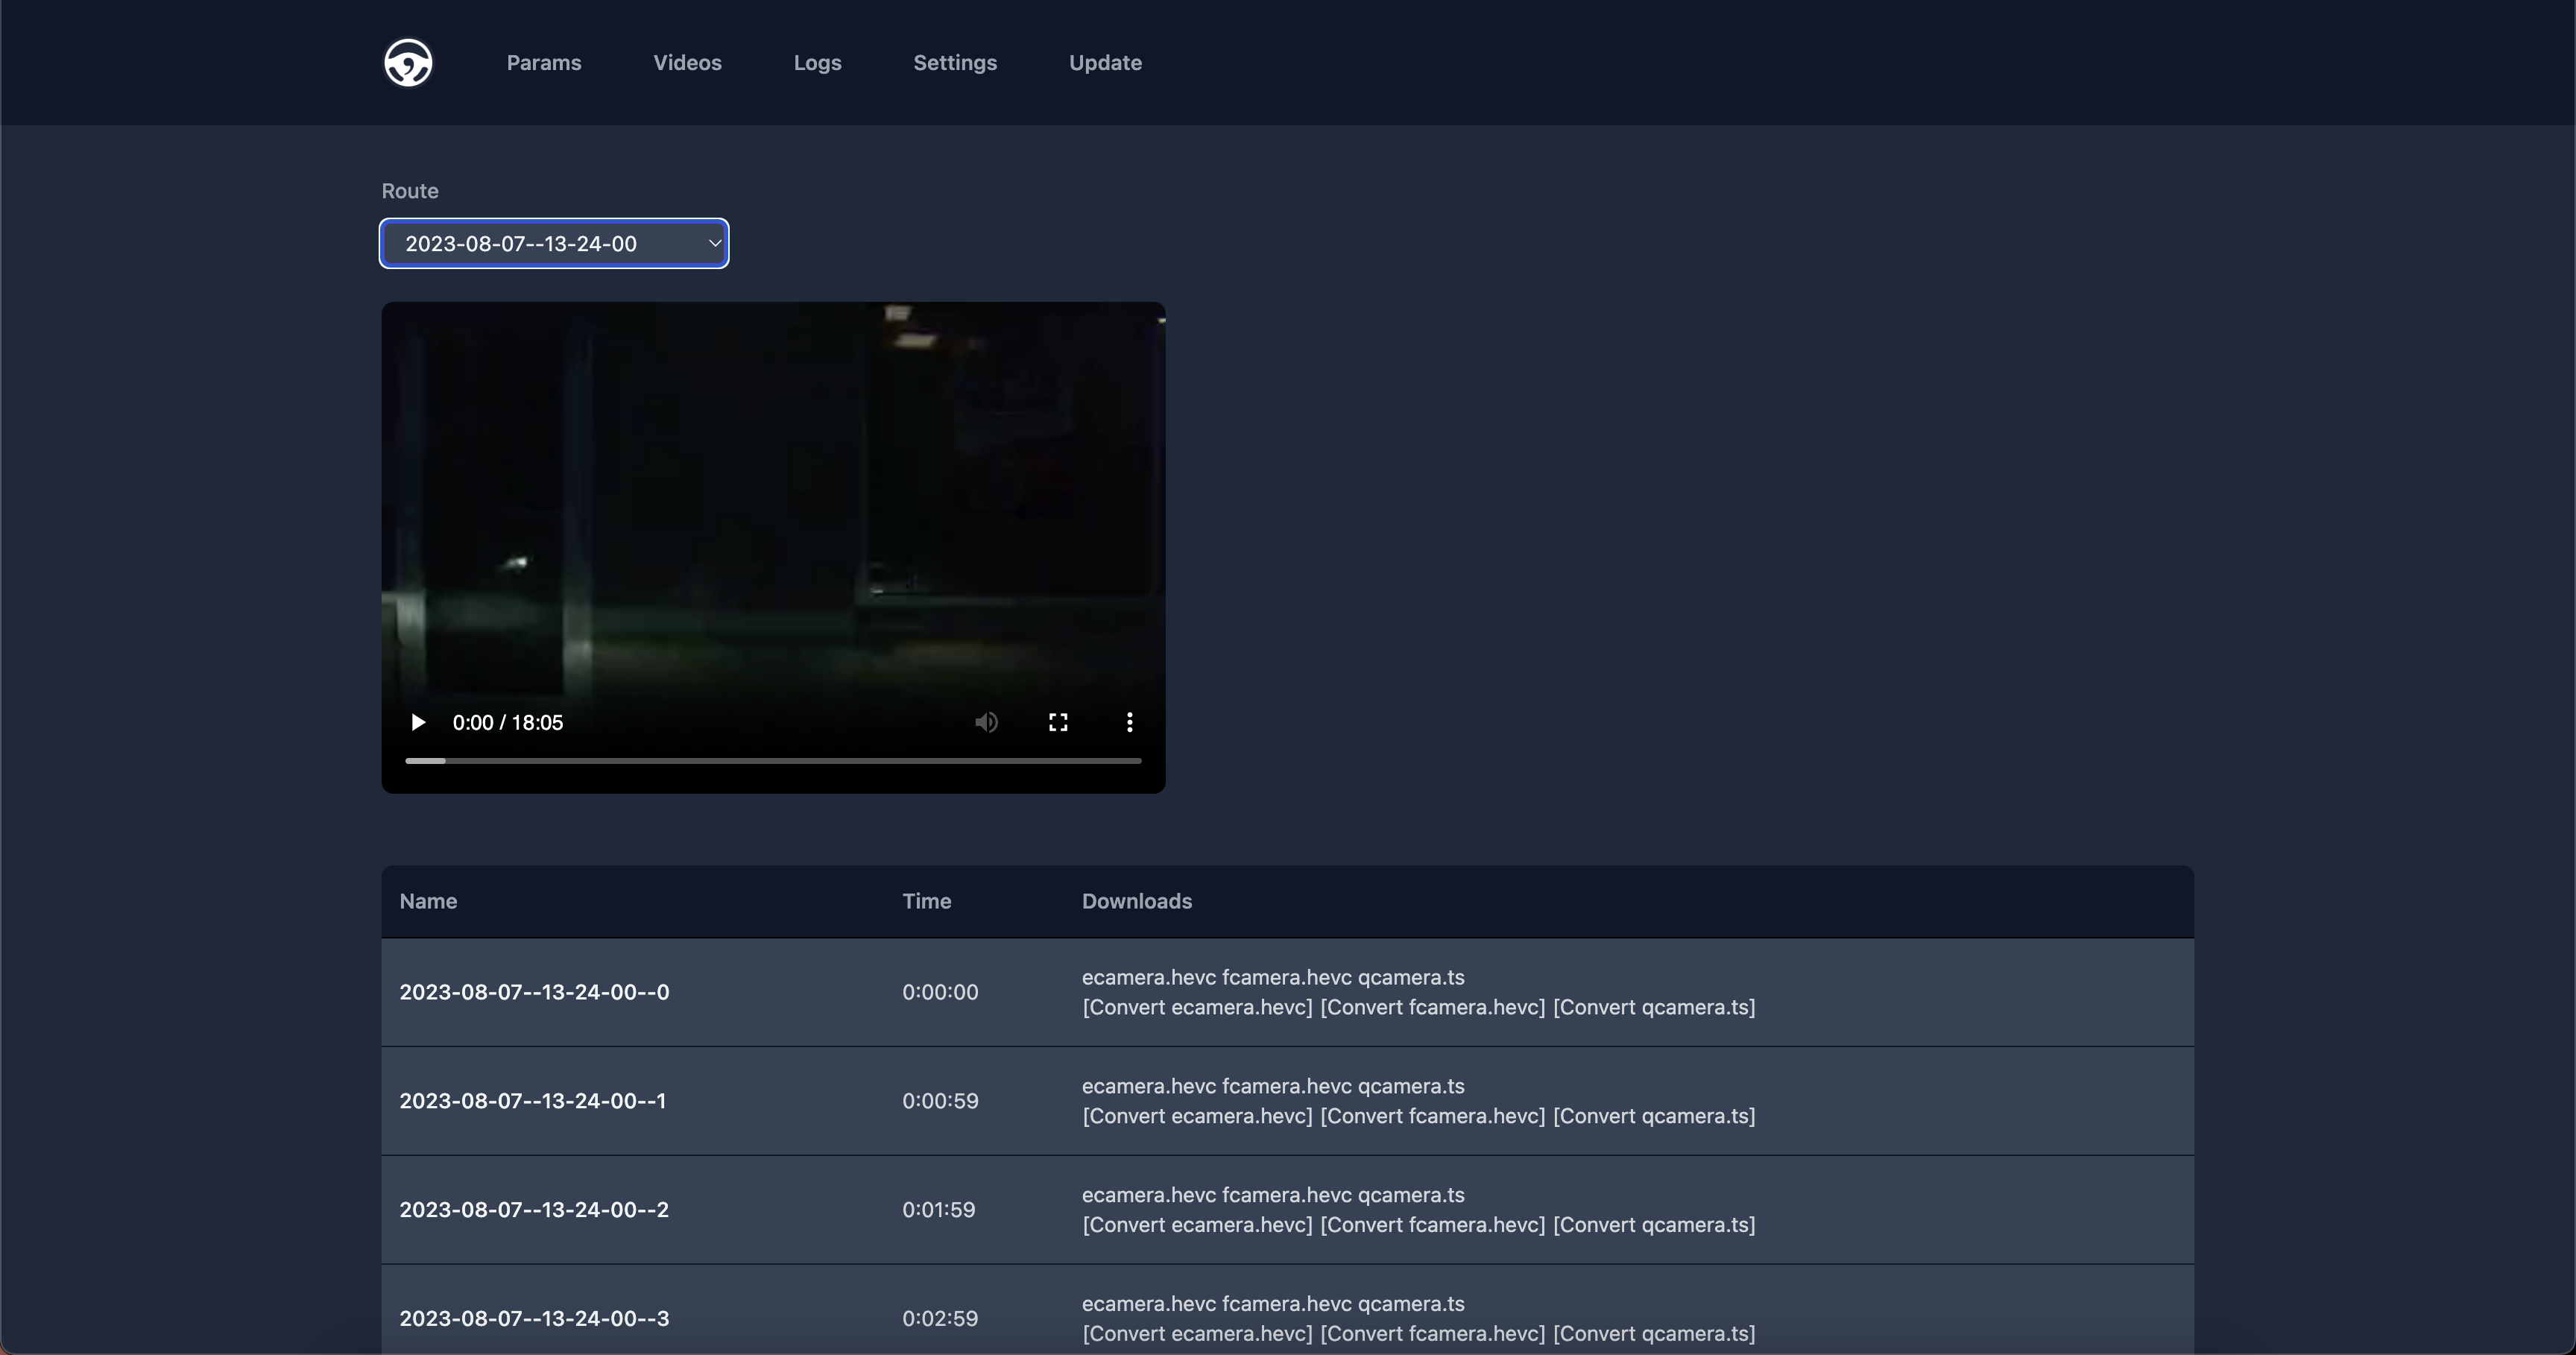 Params Videos Logs Settings Update
Route
2023-08-07--13-24-00
0:00 / 18:05
Name Time Downloads
2023-08-07--13-24-00--0 0:00:00 ecamera.hevc fcamera.hevc qcamera.ts
[Convert ecamera.hevc] [Convert fcamera.hevc] [Convert qcamera.ts]
2023-08-07--13-24-00--1 0:00:59 ecamera.hevc fcamera.hevc qcamera.ts
[Convert ecamera.hevc] [Convert fcamera.hevc] [Convert qcamera.ts]
2023-08-07--13-24-00--2 0:01:59 ecamera.hevc fcamera.hevc qcamera.ts
[Convert ecamera.hevc] [Convert fcamera.hevc] [Convert qcamera.ts]
2023-08-07--13-24-00--3 0:02:59 ecamera.hevc fcamera.hevc qcamera.ts
[Convert ecamera.hevc] [Convert fcamera.hevc] [Convert qcamera.ts]